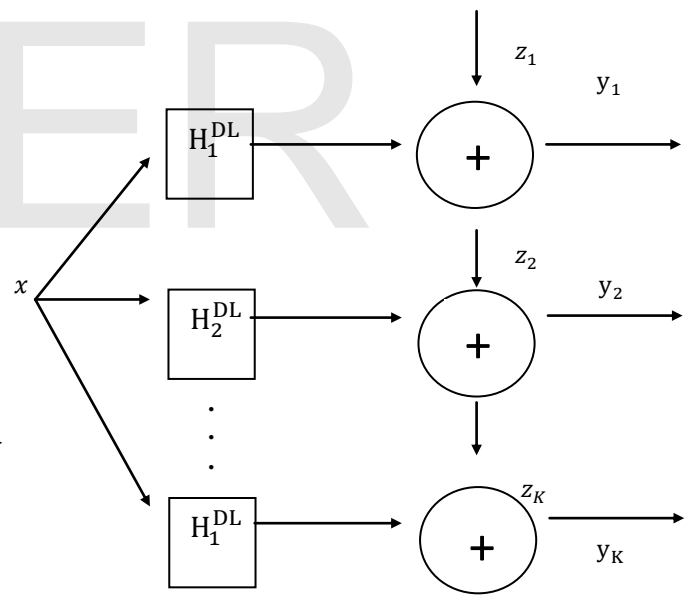 ER
z₁
y₁
H₁ᴰᴸ
+
z₂
y₂
x
H₂ᴰᴸ
+
.
.
.
z_K
H₁ᴰᴸ
+
y_K